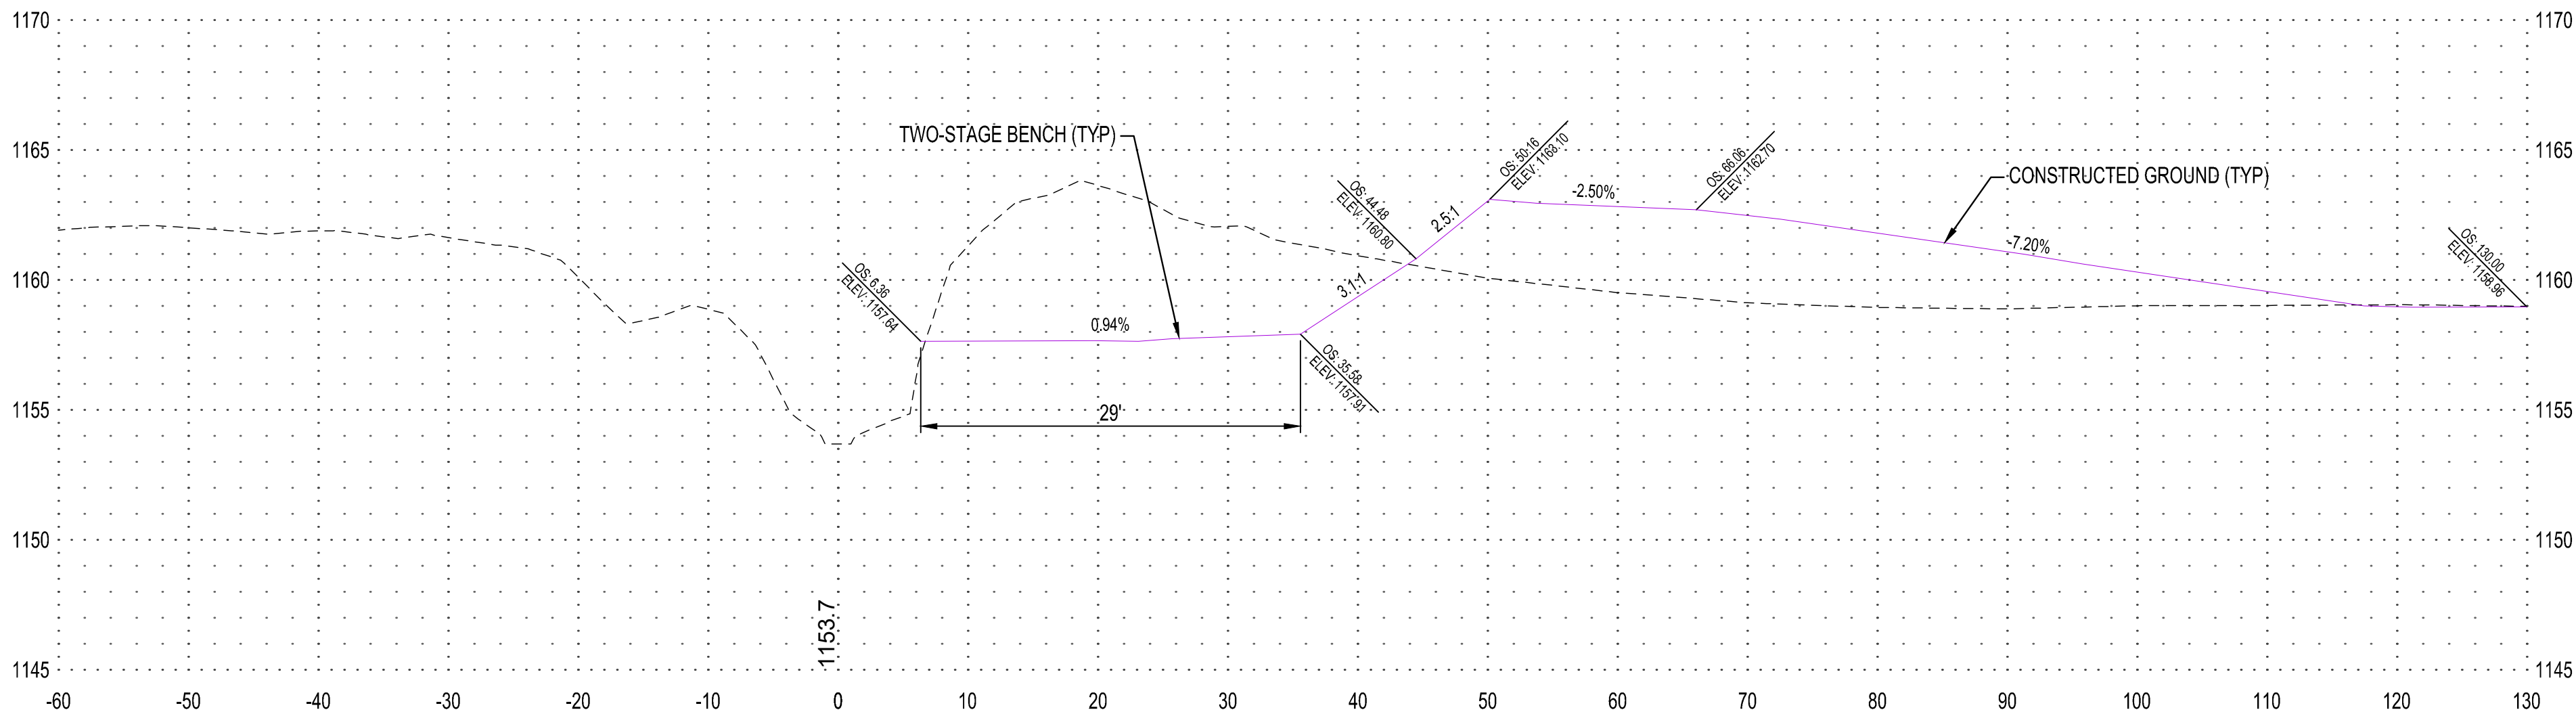 1170
1170
TWO-STAGE BENCH (TYP)
OS: 50.16
ELEV: 1163.10
OS: 66.06
ELEV: 1162.70
1165
1165
CONSTRUCTED GROUND (TYP)
OS: 44.48
ELEV: 1160.80
-2.50%
2.5:1
OS: 6.36
ELEV: 1157.64
-7.20%
OS: 130.00
ELEV: 1158.96
1160
1160
3.1:1
0.94%
OS: 35.58
ELEV: 1157.91
1155
29'
1155
1150
1150
1153.7
1145
1145
-60 -50 -40 -30 -20 -10 0 10 20 30 40 50 60 70 80 90 100 110 120 130